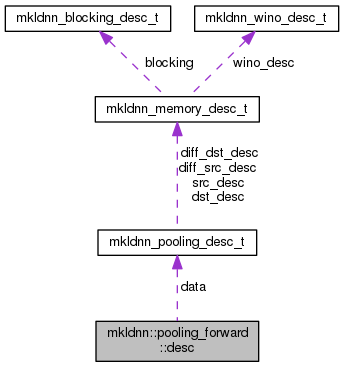 mkldnn_blocking_desc_t
mkldnn_wino_desc_t
blocking
wino_desc
mkldnn_memory_desc_t
diff_dst_desc
diff_src_desc
src_desc
dst_desc
mkldnn_pooling_desc_t
data
mkldnn::pooling_forward
::desc